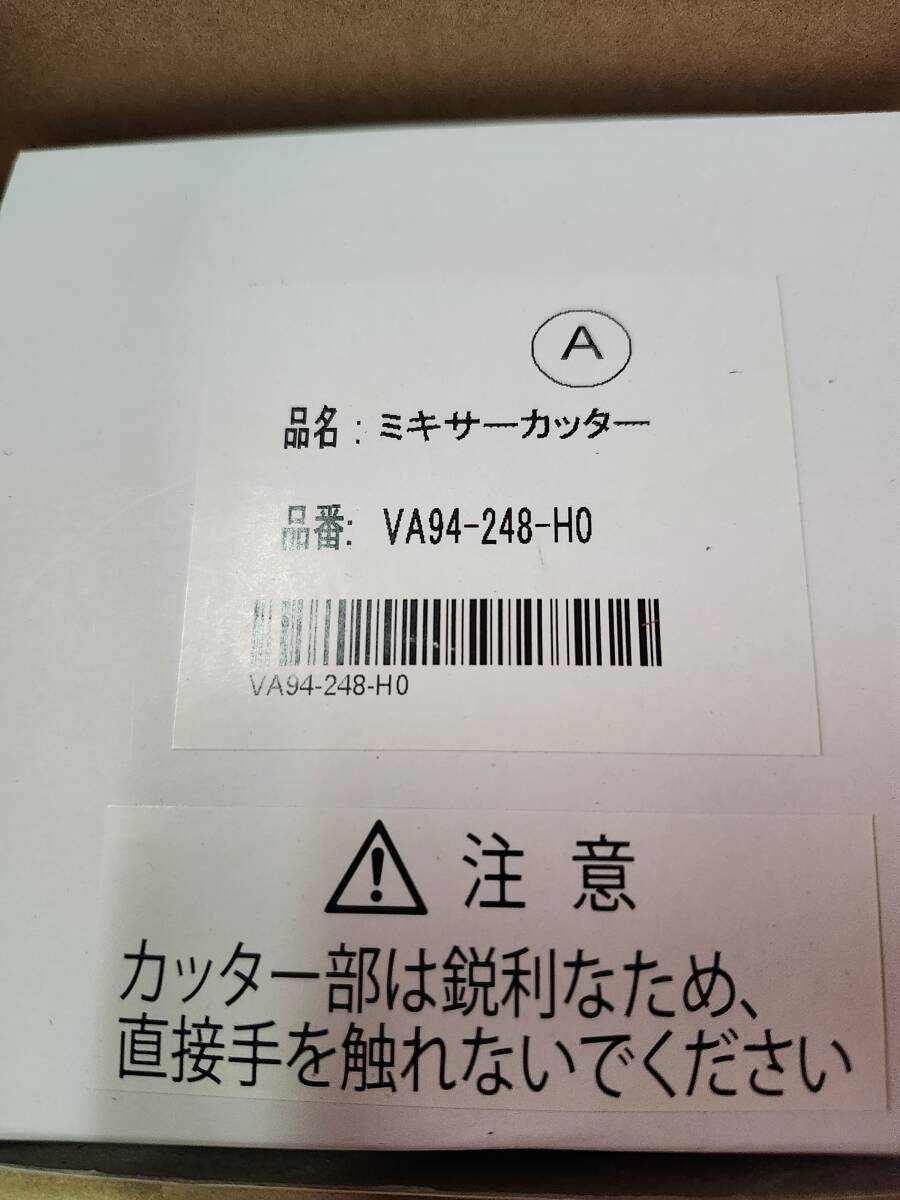 A
品名：ミキサーカッター
品番: VA94-248-H0
VA94-248-H0
注意
カッター部は鋭利なため、
直接手を触れないでください